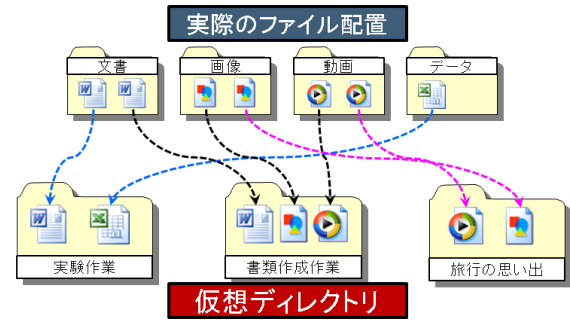 実際のファイル配置
文書
画像
動画
データ
実験作業
書類作成作業
旅行の思い出
仮想ディレクトリ